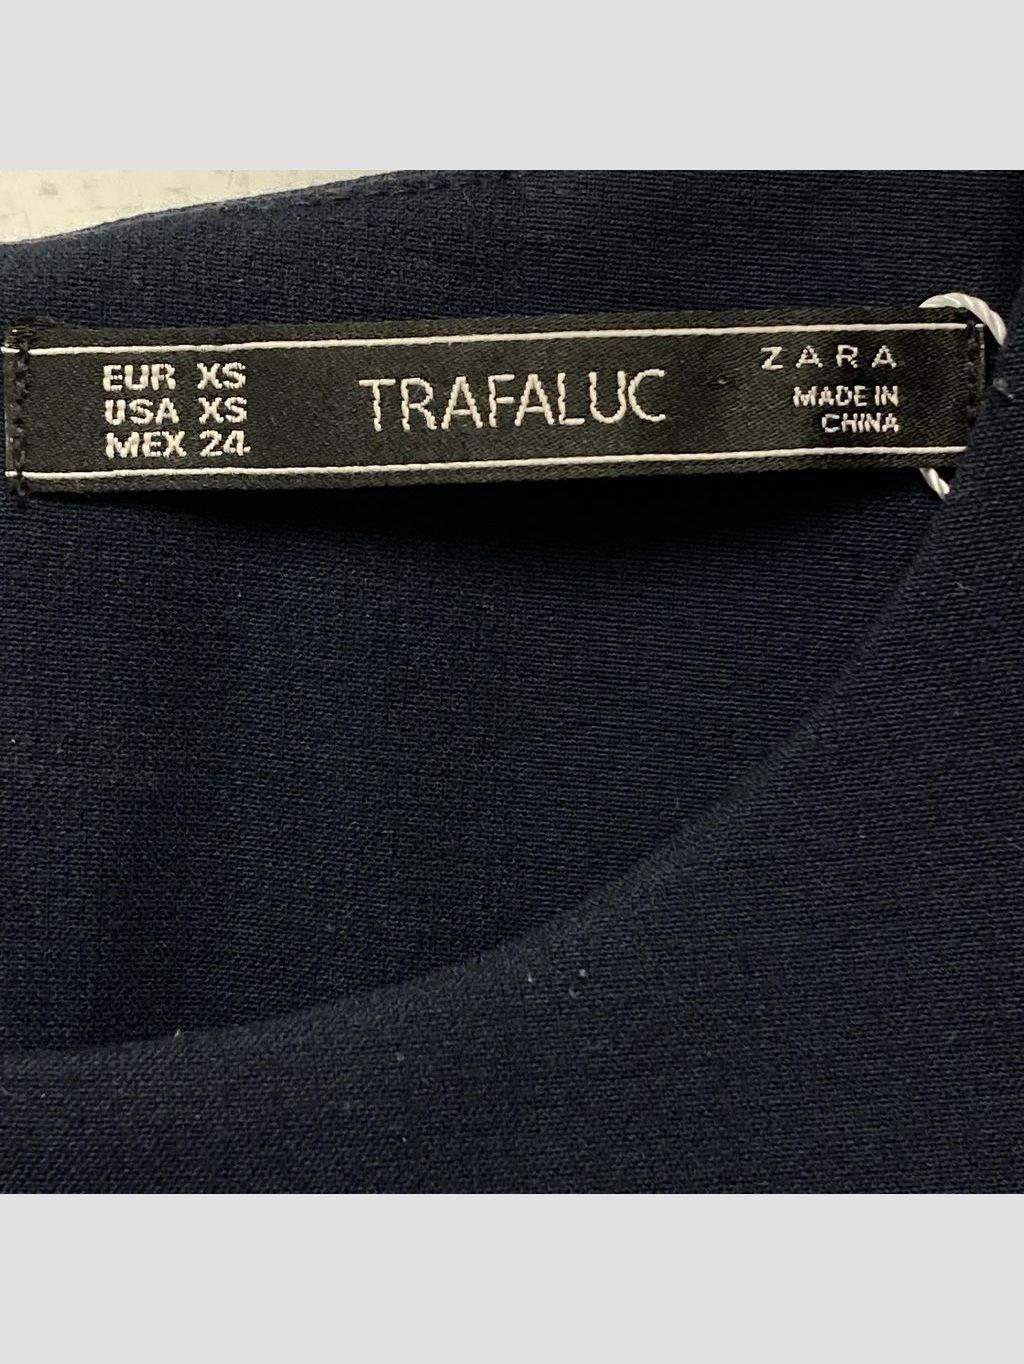 EUR XS
USA XS
MEX 24
TRAFALUC
ZARA
MADE IN
CHINA